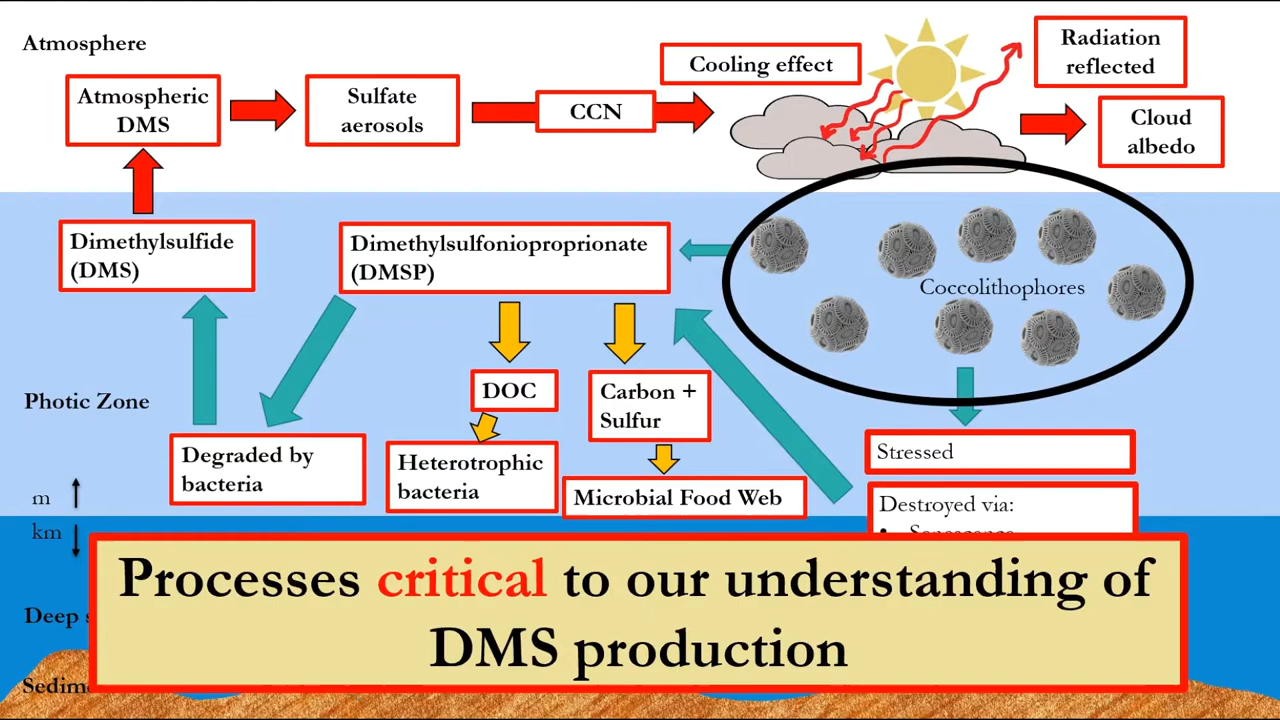 Atmosphere
Atmospheric
DMS
Sulfate
aerosols
CCN
Cooling effect
Radiation
reflected
Cloud
albedo
Dimethylsulfide
(DMS)
Dimethylsulfonioproprionate
(DMSP)
Coccolithophores
Photic Zone
DOC
Carbon +
Sulfur
Degraded by
bacteria
Heterotrophic
bacteria
Microbial Food Web
Stressed
Destroyed via:
m
km
Deep
Processes critical to our understanding of
DMS production